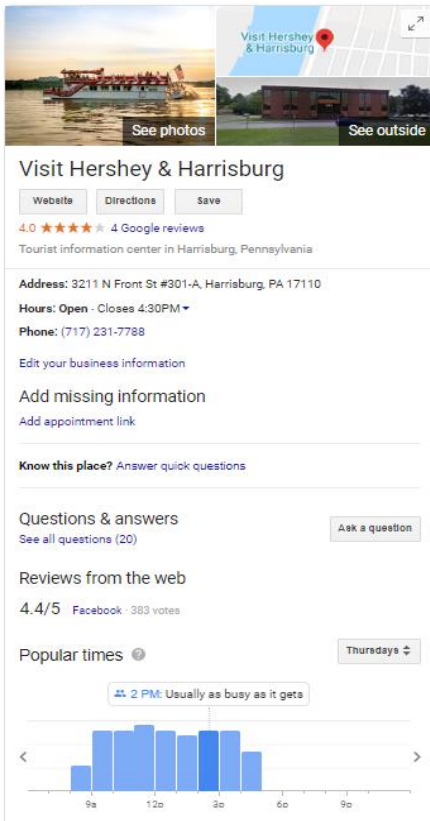 Visit Hershey
& Harrisburg
See photos
See outside
Visit Hershey & Harrisburg
Website Directions Save
4.0 ★★★★★ 4 Google reviews
Tourist information center in Harrisburg, Pennsylvania
Address: 3211 N Front St #301-A, Harrisburg, PA 17110
Hours: Open · Closes 4:30PM
Phone: (717) 231-7788
Edit your business information
Add missing information
Add appointment link
Know this place? Answer quick questions
Questions & answers
Ask a question
See all questions (20)
Reviews from the web
4.4/5 Facebook · 383 votes
Popular times
Thursdays
2 PM: Usually as busy as it gets
9a 12p 3p 6p 9p